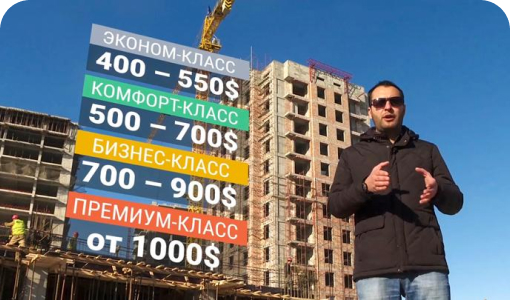 ЭКОНОМ-КЛАСС
400 – 550$
КОМФОРТ-КЛАСС
500 – 700$
БИЗНЕС-КЛАСС
700 – 900$
ПРЕМИУМ-КЛАСС
от 1000$